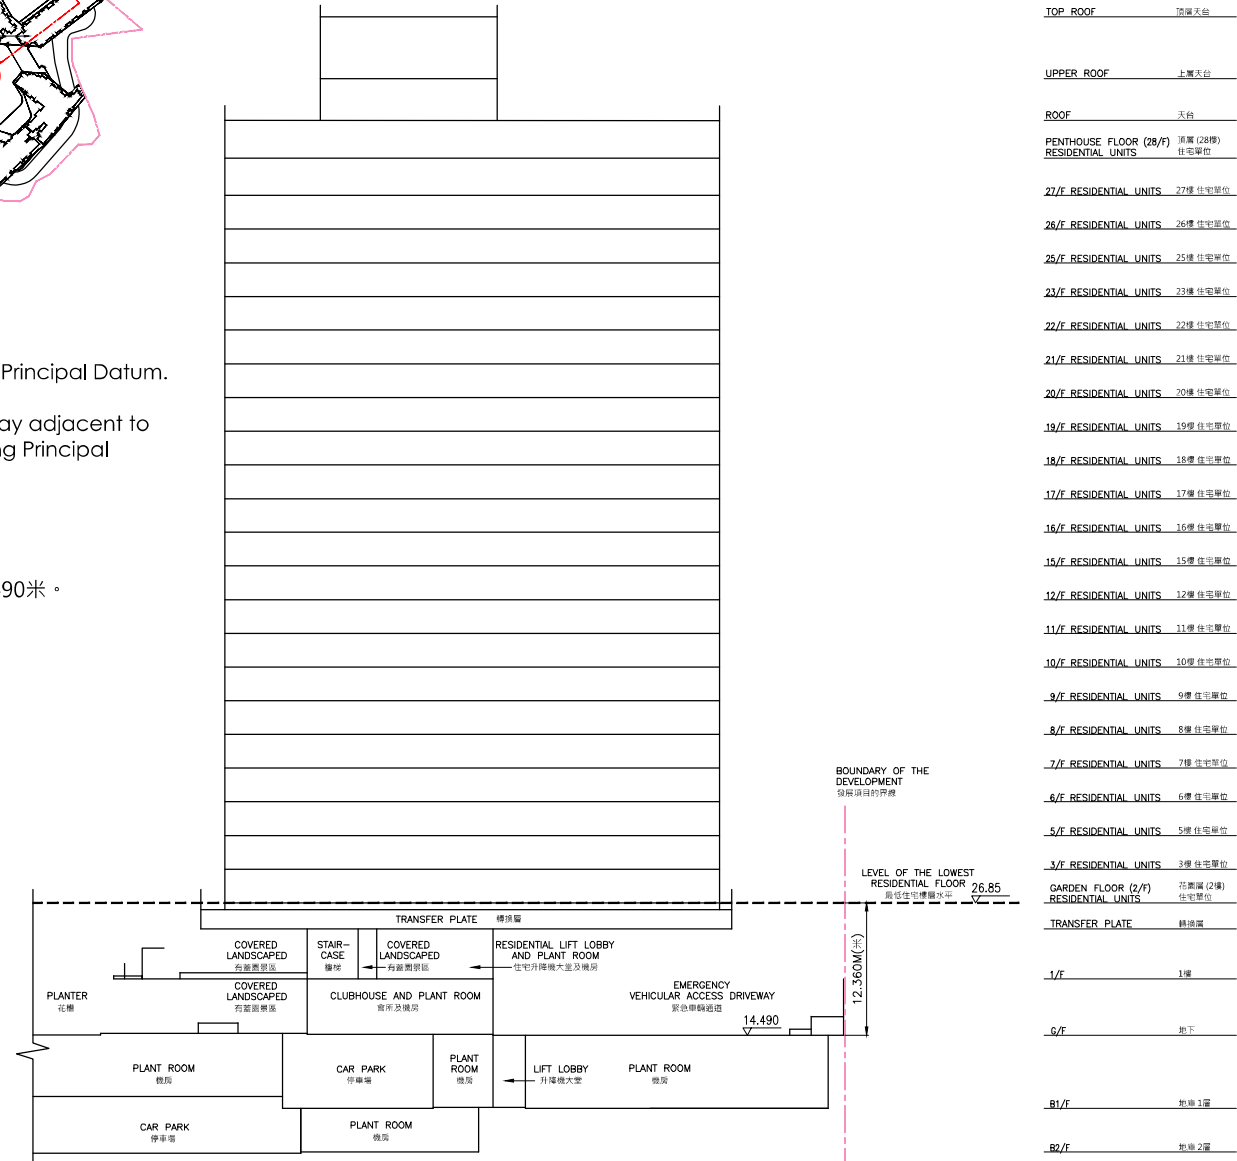 Principal Datum.
ay adjacent to
g Principal
90米。
BOUNDARY OF THE
DEVELOPMENT
發展項目的界線
LEVEL OF THE LOWEST
RESIDENTIAL FLOOR
最低住宅樓層水平
26.85
12.360M(米)
TRANSFER PLATE 轉換層
COVERED
LANDSCAPED
有蓋園景區
STAIR-
CASE
樓梯
COVERED
LANDSCAPED
有蓋園景區
RESIDENTIAL LIFT LOBBY
AND PLANT ROOM
住宅升降機大堂及機房
PLANTER
花槽
COVERED
LANDSCAPED
有蓋園景區
CLUBHOUSE AND PLANT ROOM
會所及機房
EMERGENCY
VEHICULAR ACCESS DRIVEWAY
緊急車輛通道
14.490
PLANT ROOM
機房
CAR PARK
停車場
PLANT
ROOM
機房
LIFT LOBBY
升降機大堂
PLANT ROOM
機房
CAR PARK
停車場
PLANT ROOM
機房
TOP ROOF 頂層天台
UPPER ROOF 上層天台
ROOF 天台
PENTHOUSE FLOOR (28/F) 頂層 (28樓)
RESIDENTIAL UNITS 住宅單位
27/F RESIDENTIAL UNITS 27樓 住宅單位
26/F RESIDENTIAL UNITS 26樓 住宅單位
25/F RESIDENTIAL UNITS 25樓 住宅單位
23/F RESIDENTIAL UNITS 23樓 住宅單位
22/F RESIDENTIAL UNITS 22樓 住宅單位
21/F RESIDENTIAL UNITS 21樓 住宅單位
20/F RESIDENTIAL UNITS 20樓 住宅單位
19/F RESIDENTIAL UNITS 19樓 住宅單位
18/F RESIDENTIAL UNITS 18樓 住宅單位
17/F RESIDENTIAL UNITS 17樓 住宅單位
16/F RESIDENTIAL UNITS 16樓 住宅單位
15/F RESIDENTIAL UNITS 15樓 住宅單位
12/F RESIDENTIAL UNITS 12樓 住宅單位
11/F RESIDENTIAL UNITS 11樓 住宅單位
10/F RESIDENTIAL UNITS 10樓 住宅單位
9/F RESIDENTIAL UNITS 9樓 住宅單位
8/F RESIDENTIAL UNITS 8樓 住宅單位
7/F RESIDENTIAL UNITS 7樓 住宅單位
6/F RESIDENTIAL UNITS 6樓 住宅單位
5/F RESIDENTIAL UNITS 5樓 住宅單位
3/F RESIDENTIAL UNITS 3樓 住宅單位
GARDEN FLOOR (2/F) 花園層 (2樓)
RESIDENTIAL UNITS 住宅單位
TRANSFER PLATE 轉換層
1/F 1樓
G/F 地下
B1/F 地庫 1層
B2/F 地庫 2層